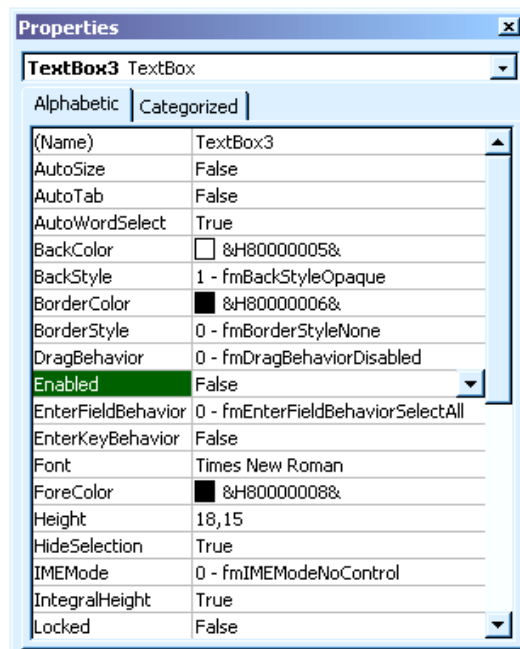 Properties
TextBox3 TextBox
Alphabetic Categorized
(Name) TextBox3
AutoSize False
AutoTab False
AutoWordSelect True
BackColor &H80000005&
BackStyle 1 - fmBackStyleOpaque
BorderColor &H80000006&
BorderStyle 0 - fmBorderStyleNone
DragBehavior 0 - fmDragBehaviorDisabled
Enabled False
EnterFieldBehavior 0 - fmEnterFieldBehaviorSelectAll
EnterKeyBehavior False
Font Times New Roman
ForeColor &H80000008&
Height 18,15
HideSelection True
IMEMode 0 - fmIMEModeNoControl
IntegralHeight True
Locked False